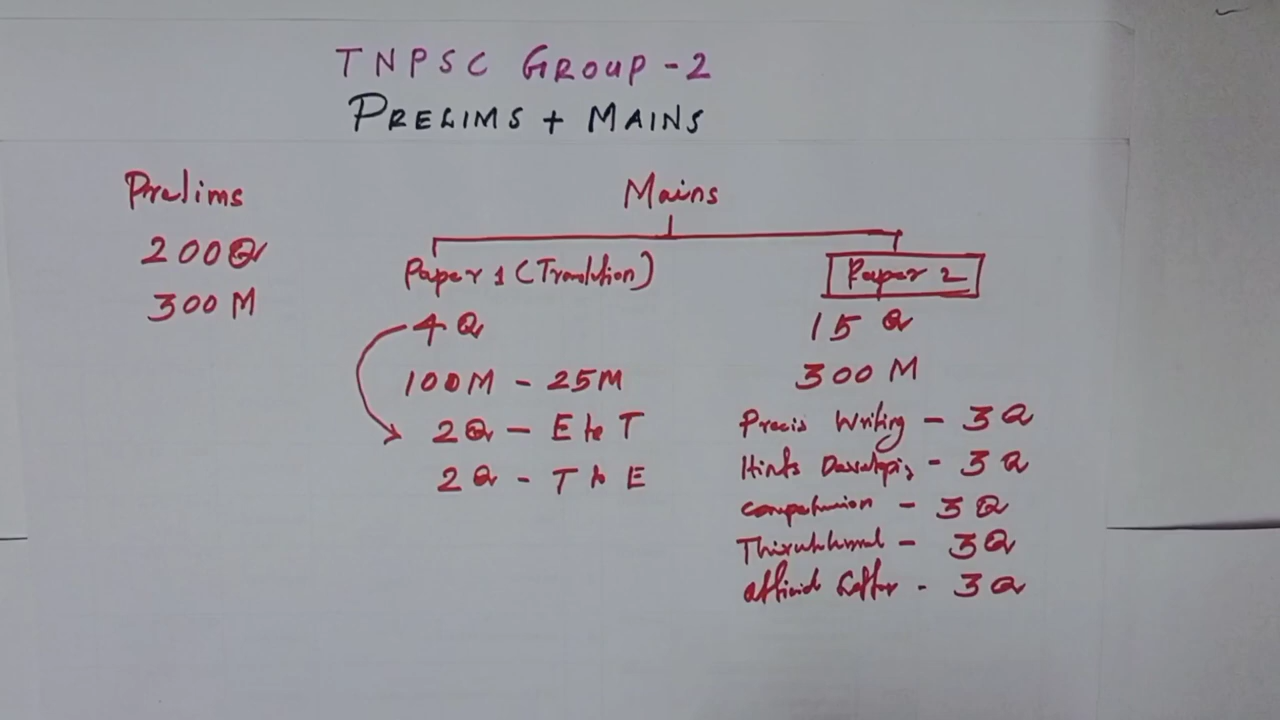 TNPSC GROUP-2
PRELIMS + MAINS
Prelims
200Q
300M
Mains
Paper 1 (Translation)
4Q
100M - 25M
2Q - E to T
2Q - T to E
Paper 2
15 Q
300 M
Precis Writing - 3Q
Hints Developing - 3Q
Comprehension - 3Q
Thirukkural - 3Q
official Letter - 3Q